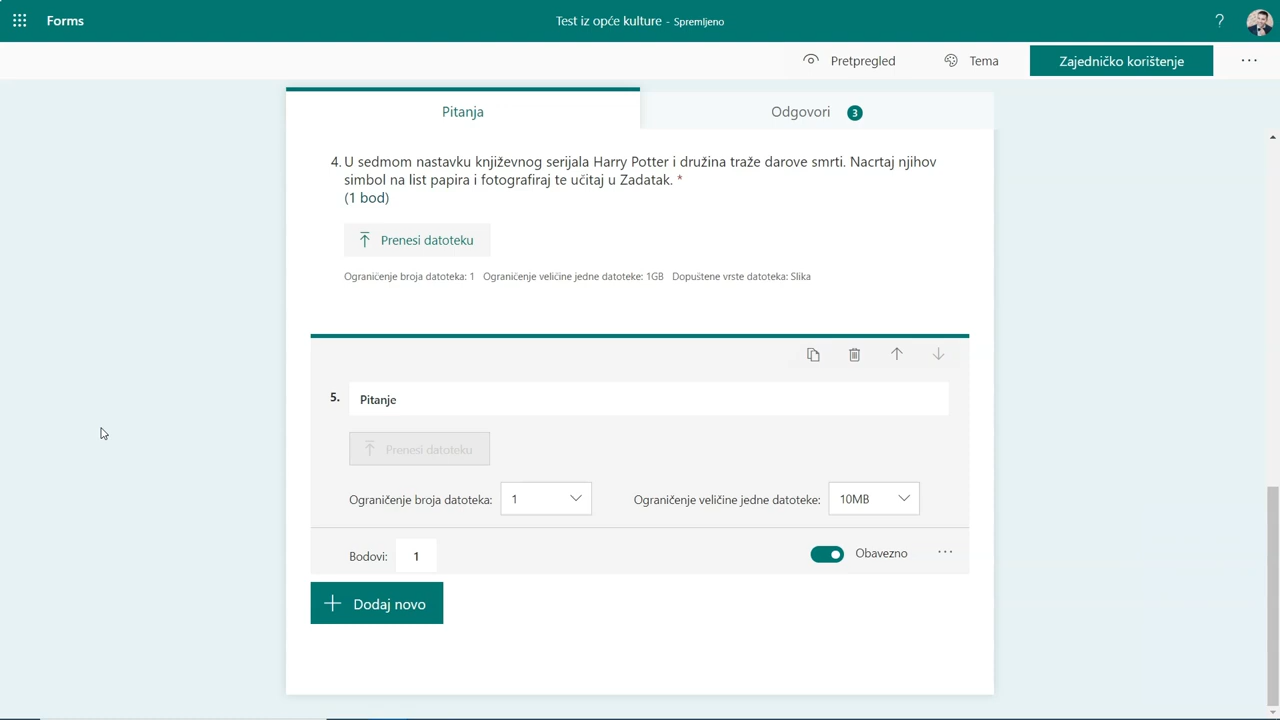 Forms
Test iz opće kulture - Spremljeno
?
Pretpregled
Tema
Zajedničko korištenje
Pitanja
Odgovori 3
4. U sedmom nastavku književnog serijala Harry Potter i družina traže darove smrti. Nacrtaj njihov
simbol na list papira i fotografiraj te učitaj u Zadatak. *
(1 bod)
Prenesi datoteku
Ograničenje broja datoteka: 1 Ograničenje veličine jedne datoteke: 1GB Dopuštene vrste datoteka: Slika
5. Pitanje
Prenesi datoteku
Ograničenje broja datoteka: 1 Ograničenje veličine jedne datoteke: 10MB
Bodovi: 1 Obavezno
Dodaj novo